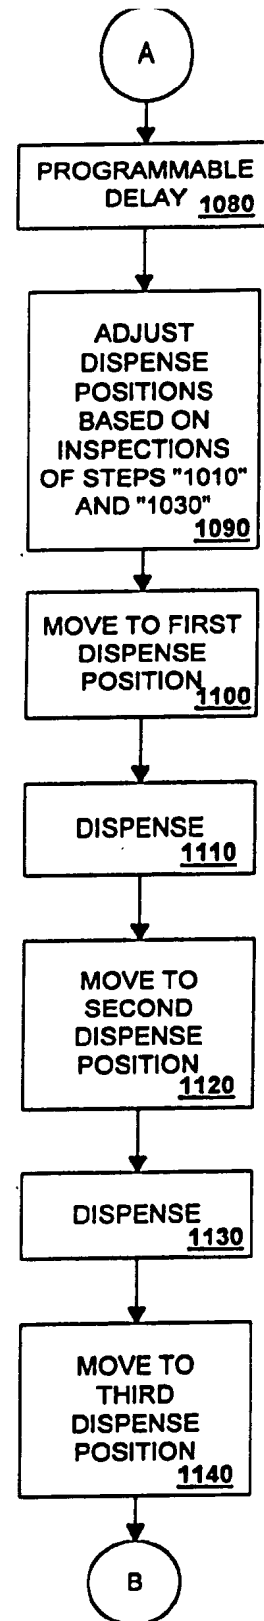 A
PROGRAMMABLE
DELAY 1080
ADJUST
DISPENSE
POSITIONS
BASED ON
INSPECTIONS
OF STEPS "1010"
AND "1030"
1090
MOVE TO FIRST
DISPENSE
POSITION
1100
DISPENSE
1110
MOVE TO
SECOND
DISPENSE
POSITION
1120
DISPENSE
1130
MOVE TO
THIRD
DISPENSE
POSITION
1140
B